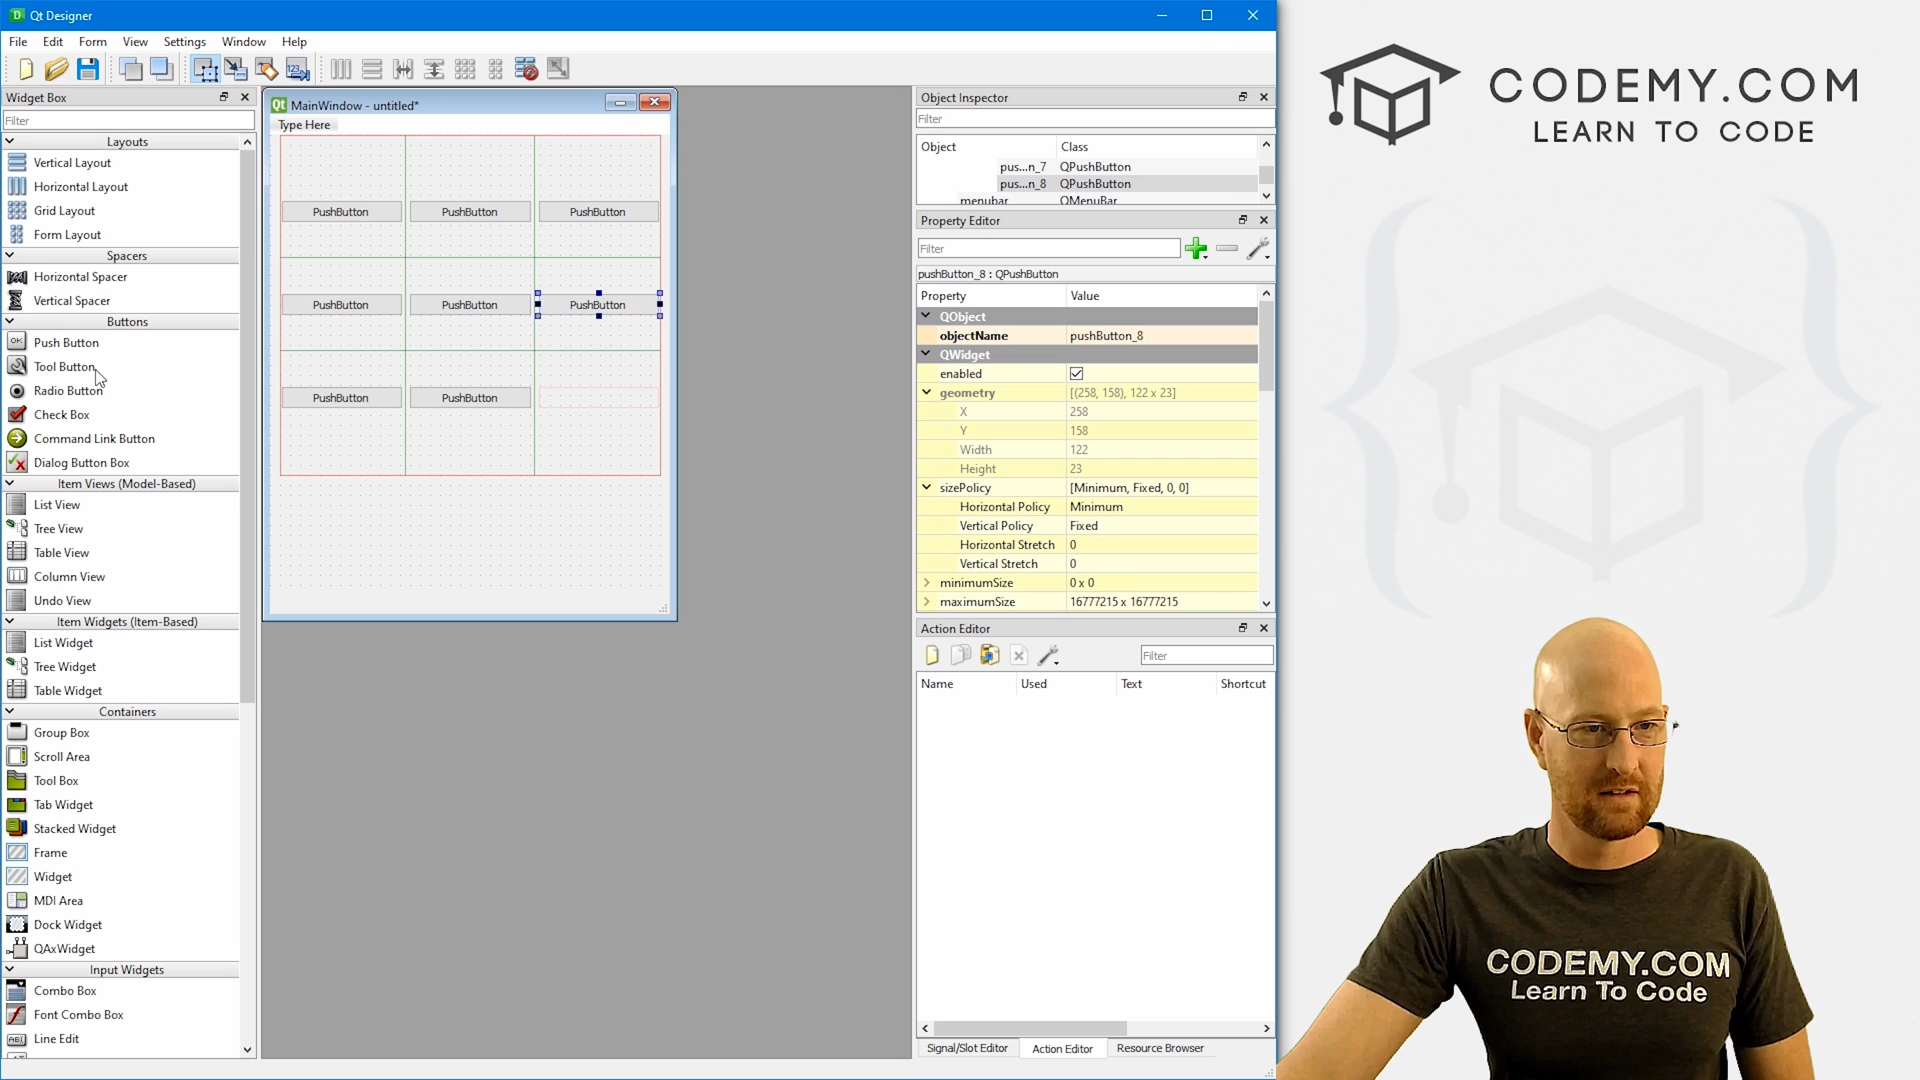 Qt Designer
File Edit Form View Settings Window Help
Widget Box
Filter
Layouts
Vertical Layout
Horizontal Layout
Grid Layout
Form Layout
Spacers
Horizontal Spacer
Vertical Spacer
Buttons
Push Button
Tool Button
Radio Button
Check Box
Command Link Button
Dialog Button Box
Item Views (Model-Based)
List View
Tree View
Table View
Column View
Undo View
Item Widgets (Item-Based)
List Widget
Tree Widget
Table Widget
Containers
Group Box
Scroll Area
Tool Box
Tab Widget
Stacked Widget
Frame
Widget
MDI Area
Dock Widget
QAxWidget
Input Widgets
Combo Box
Font Combo Box
Line Edit
MainWindow - untitled*
Type Here
PushButton PushButton PushButton
PushButton PushButton PushButton
PushButton PushButton
Object Inspector
Filter
Object Class
pus...n_7 QPushButton
pus...n_8 QPushButton
menubar QMenuBar
Property Editor
Filter
pushButton_8 : QPushButton
Property Value
QObject
objectName pushButton_8
QWidget
enabled
geometry [(258, 158), 122 x 23]
X 258
Y 158
Width 122
Height 23
sizePolicy [Minimum, Fixed, 0, 0]
Horizontal Policy Minimum
Vertical Policy Fixed
Horizontal Stretch 0
Vertical Stretch 0
minimumSize 0 x 0
maximumSize 16777215 x 16777215
Action Editor
Filter
Name Used Text Shortcut
Signal/Slot Editor Action Editor Resource Browser
CODEMY.COM
LEARN TO CODE
CODEMY.COM
Learn To Code